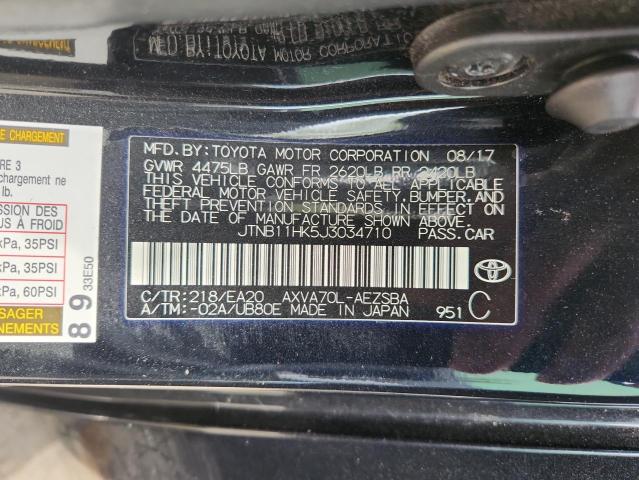 E CHARGEMENT
RE 3
hargement ne
lb.
SSION DES
S À FROID
kPa, 35PSI
kPa, 35PSI
kPa, 60PSI
SAGER
NEMENTS
8 9 33E50
MFD. BY: TOYOTA MOTOR CORPORATION 08/17
GVWR 4475LB GAWR FR 2620LB RR 2420LB
THIS VEHICLE CONFORMS TO ALL APPLICABLE
FEDERAL MOTOR VEHICLE SAFETY, BUMPER, AND
THEFT PREVENTION STANDARDS IN EFFECT ON
THE DATE OF MANUFACTURE SHOWN ABOVE.
JTNB11HK5J3034710 PASS. CAR
TOYOTA
C/TR: 218/EA20 AXVA70L-AEZSBA
A/TM: -02A/UB80E MADE IN JAPAN 951 C